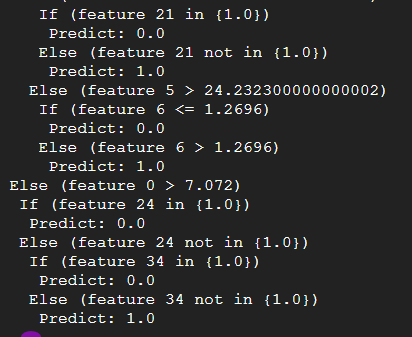 If (feature 21 in {1.0})
Predict: 0.0
Else (feature 21 not in {1.0})
Predict: 1.0
Else (feature 5 > 24.232300000000002)
If (feature 6 <= 1.2696)
Predict: 0.0
Else (feature 6 > 1.2696)
Predict: 1.0
Else (feature 0 > 7.072)
If (feature 24 in {1.0})
Predict: 0.0
Else (feature 24 not in {1.0})
If (feature 34 in {1.0})
Predict: 0.0
Else (feature 34 not in {1.0})
Predict: 1.0